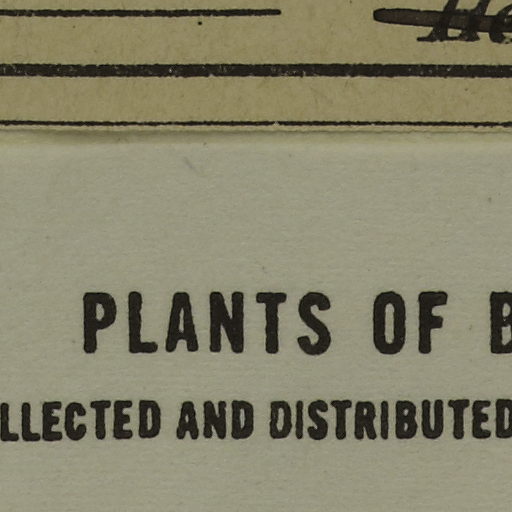 PLANTS OF B
LLECTED AND DISTRIBUTED